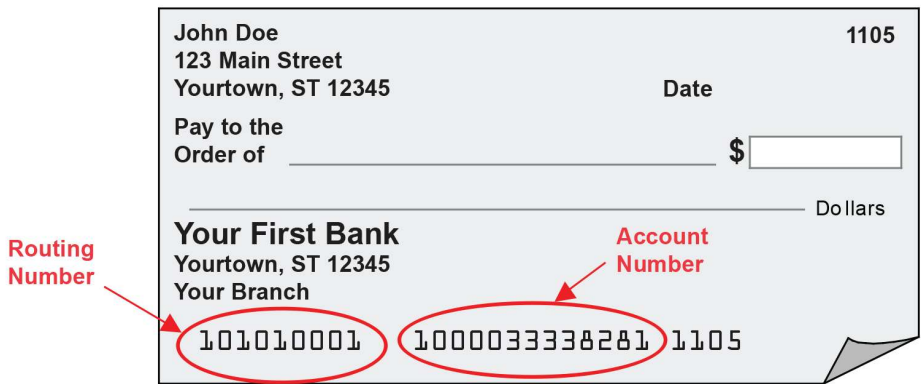 John Doe 1105
123 Main Street
Yourtown, ST 12345 Date
Pay to the
Order of $
Dollars
Your First Bank
Yourtown, ST 12345
Your Branch
Routing
Number
Account
Number
101010001 1000033338281 1105